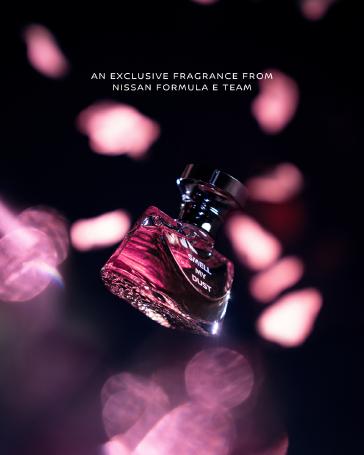 AN EXCLUSIVE FRAGRANCE FROM
NISSAN FORMULA E TEAM
SMELL
MY
DUST